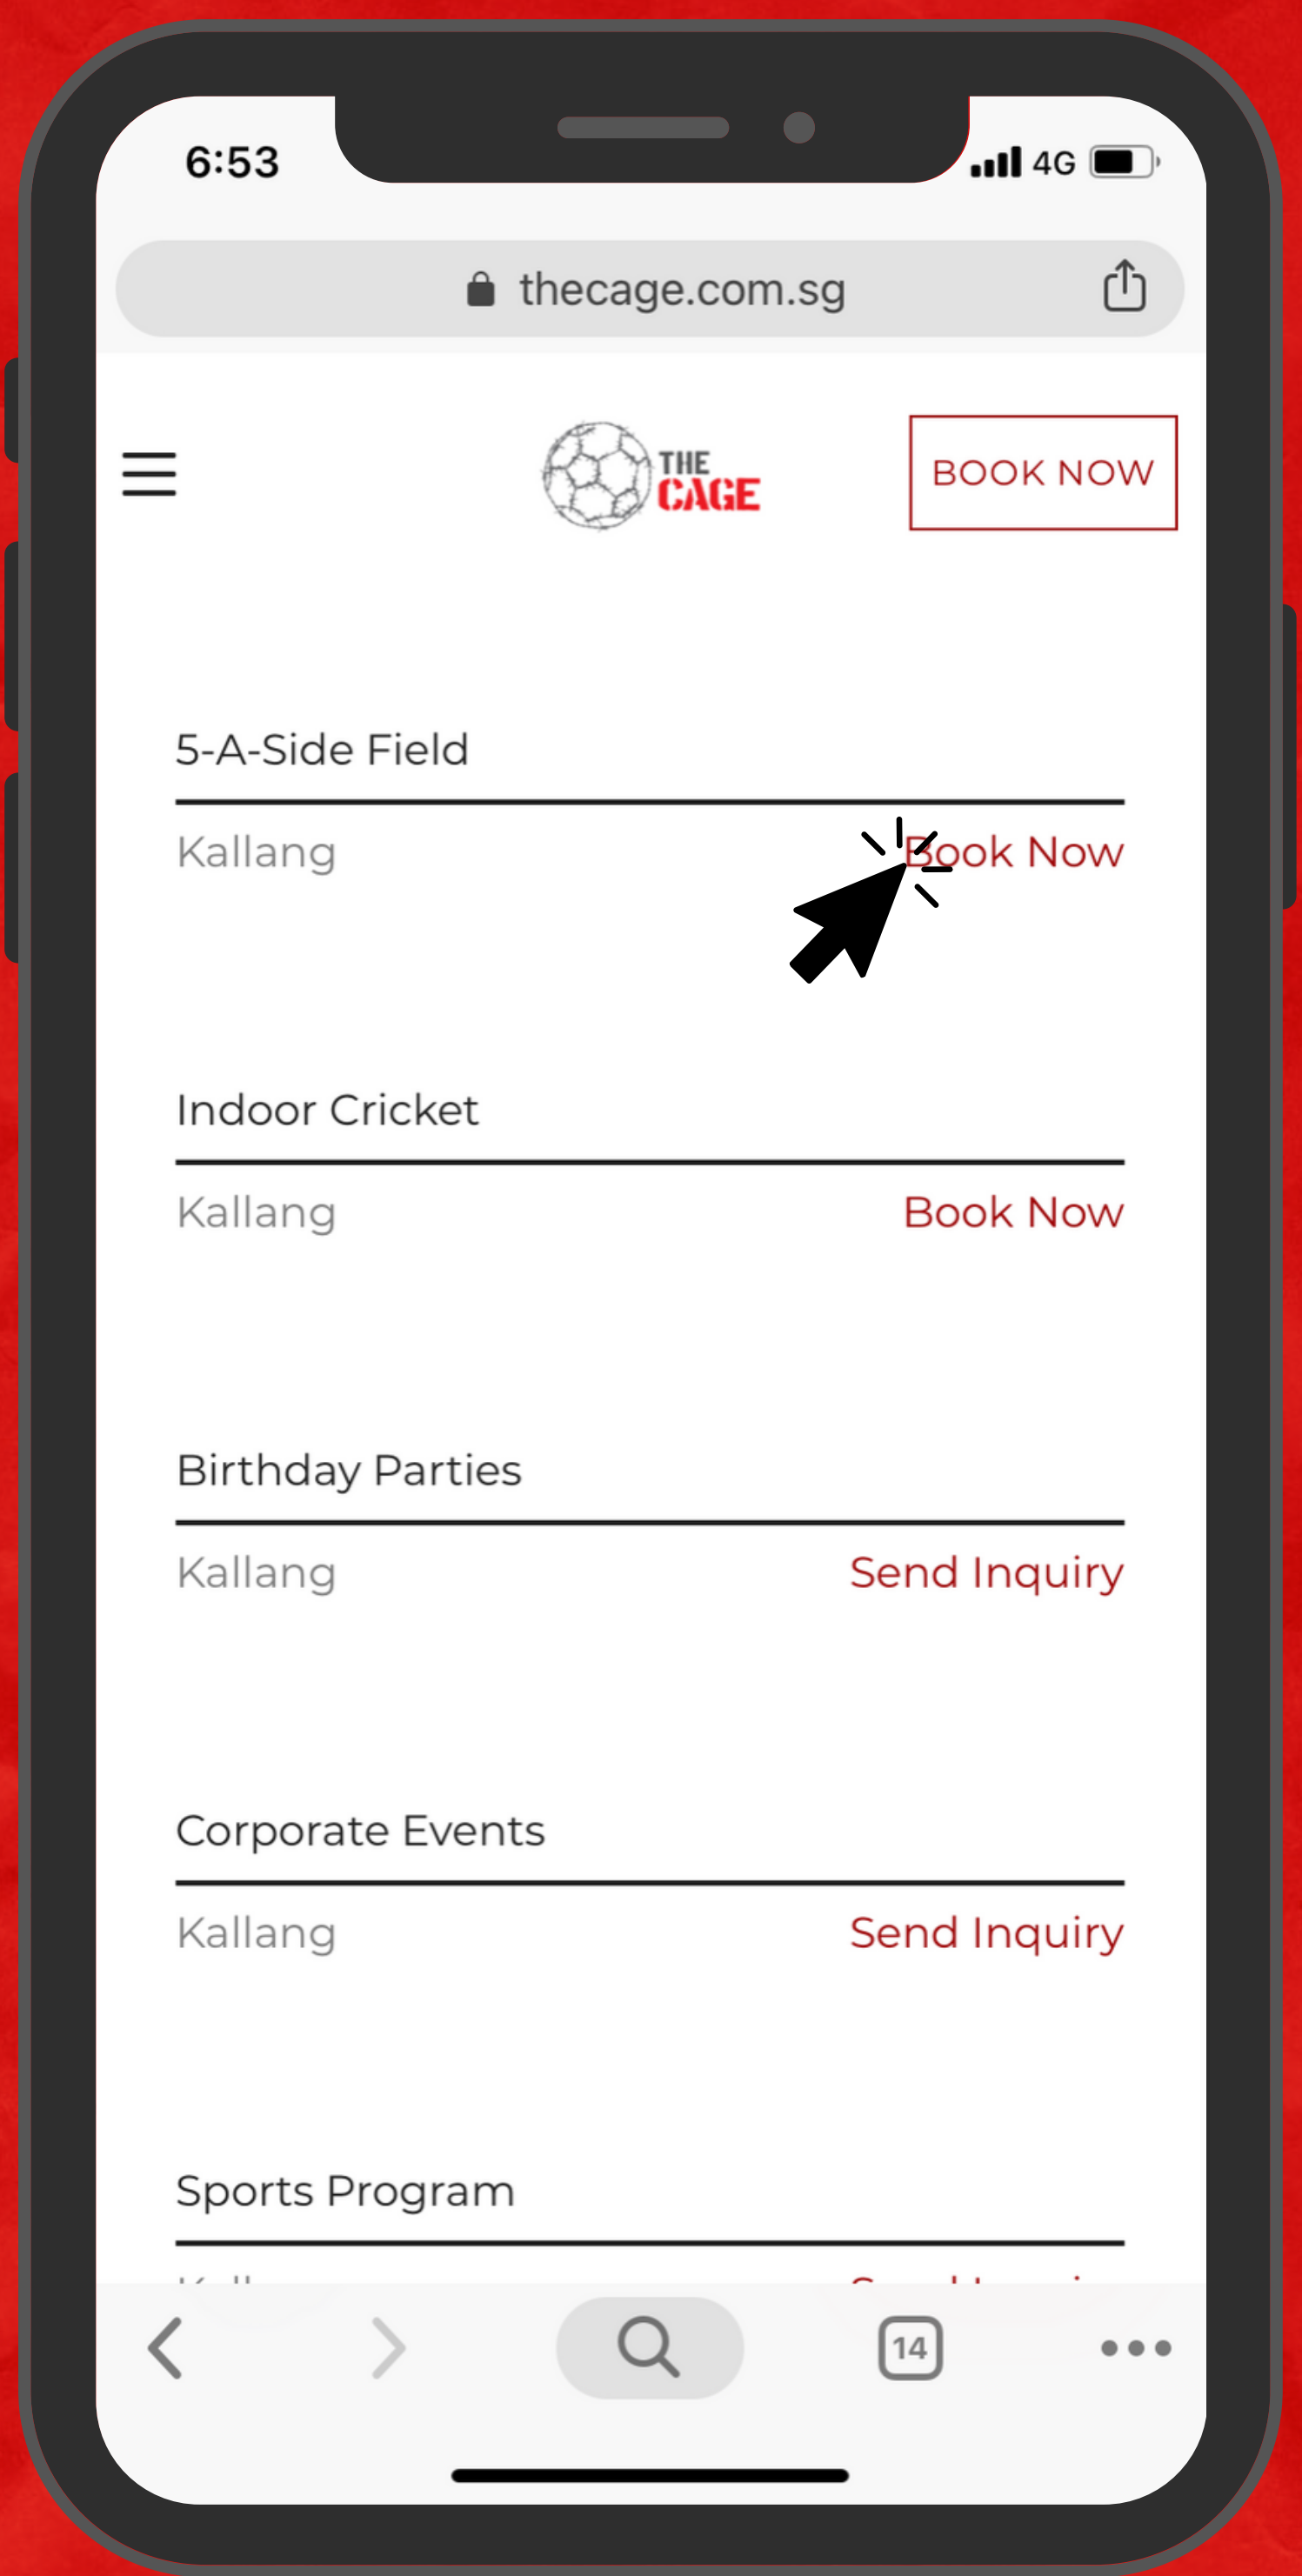 6:53 4G
thecage.com.sg
THE
CAGE
BOOK NOW
5-A-Side Field
Kallang Book Now
Indoor Cricket
Kallang Book Now
Birthday Parties
Kallang Send Inquiry
Corporate Events
Kallang Send Inquiry
Sports Program
14